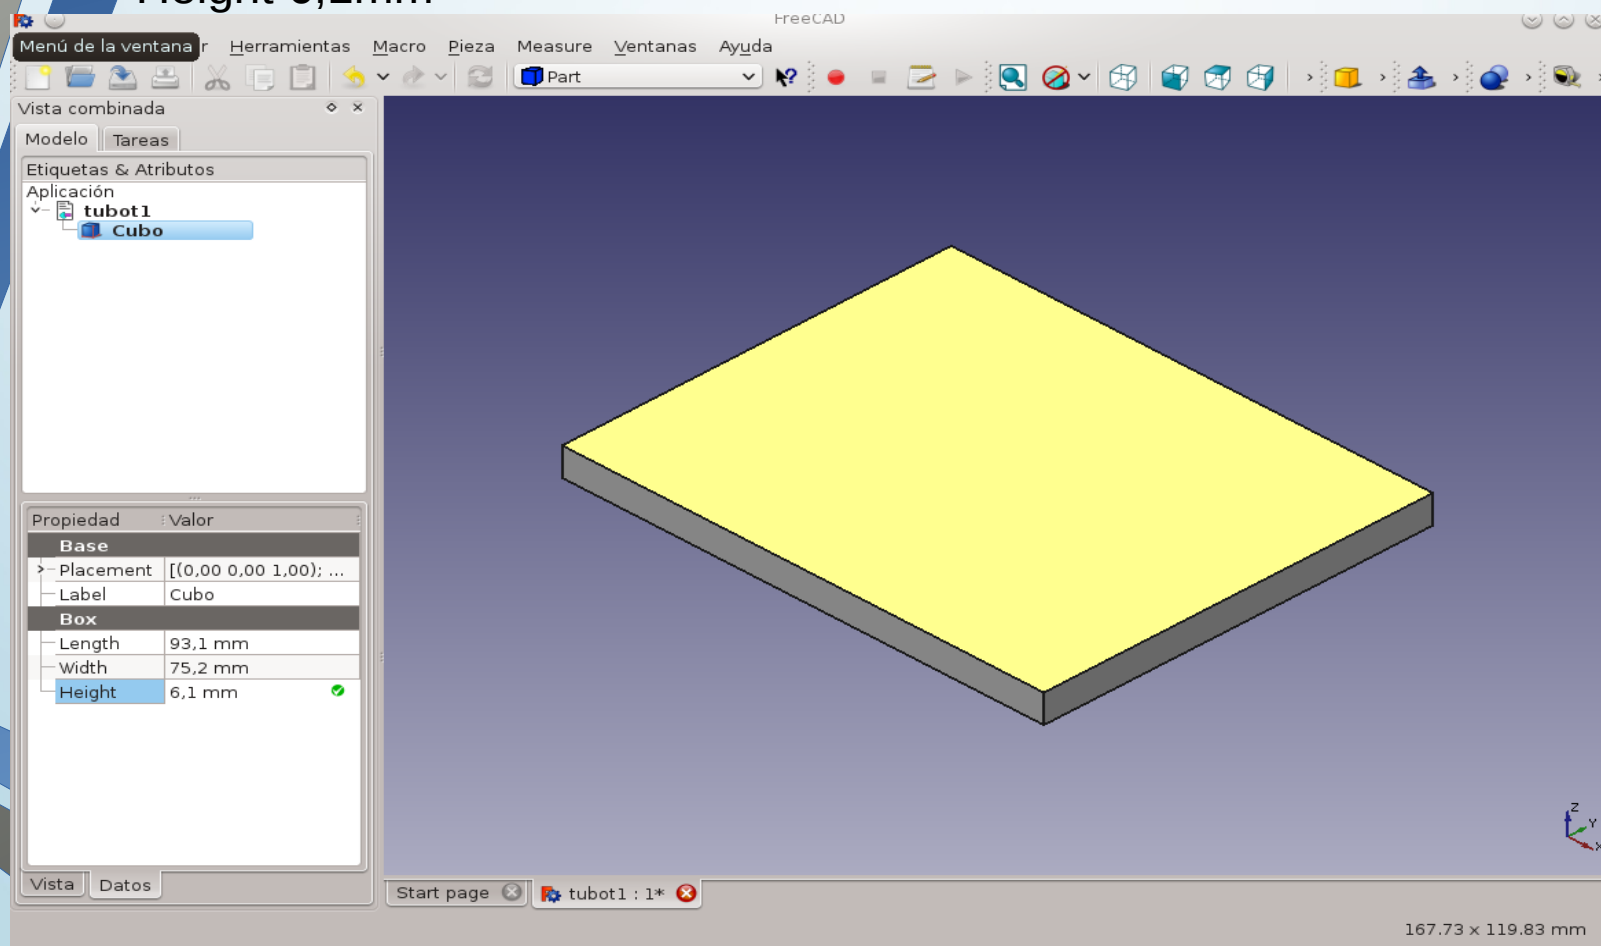 Height 6,2mm
FreeCAD
Menú de la ventana r Herramientas Macro Pieza Measure Ventanas Ayuda
Part
Vista combinada
Modelo Tareas
Etiquetas & Atributos
Aplicación
tubot1
Cubo
Propiedad Valor
Base
Placement [(0,00 0,00 1,00); ...
Label Cubo
Box
Length 93,1 mm
Width 75,2 mm
Height 6,1 mm
Z
Y
X
Vista Datos
Start page tubot1 : 1*
167.73 x 119.83 mm